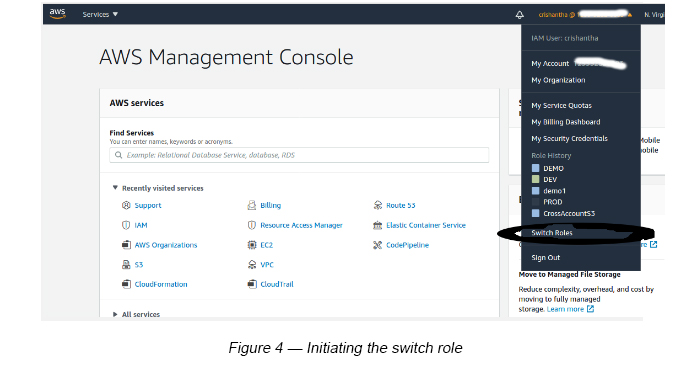 aws
Services
crishantha @
N. Virgi
IAM User: crishantha
My Account
My Organization
My Service Quotas
My Billing Dashboard
My Security Credentials
Role History
DEMO
DEV
demo1
PROD
CrossAccountS3
Switch Roles
Sign Out
AWS Management Console
AWS services
Find Services
You can enter names, keywords or acronyms.
Example: Relational Database Service, database, RDS
Recently visited services
Support
Billing
Route 53
IAM
Resource Access Manager
Elastic Container Service
AWS Organizations
EC2
CodePipeline
S3
VPC
CloudFormation
CloudTrail
All services
Move to Managed File Storage
Reduce complexity, overhead, and cost by
moving to fully managed
storage. Learn more
Figure 4 — Initiating the switch role